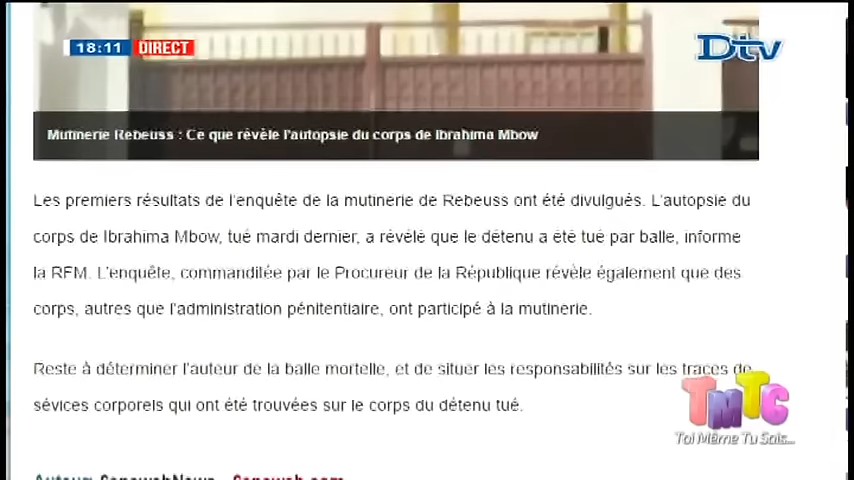 18:11 DIRECT
Dtv
Mutinerie Rebeuss : Ce que révèle l'autopsie du corps de Ibrahima Mbow
Les premiers résultats de l'enquête de la mutinerie de Rebeuss ont été divulgués. L'autopsie du
corps de Ibrahima Mbow, tué mardi dernier, a révélé que le détenu a été tué par balle, informe
la RFM. L'enquête, commanditée par le Procureur de la République révèle également que des
corps, autres que l'administration pénitentiaire, ont participé à la mutinerie.
Reste à déterminer l'auteur de la balle mortelle, et de situer les responsabilités sur les traces de
sévices corporels qui ont été trouvées sur le corps du détenu tué.
TMTC
Toi Même Tu Sais...